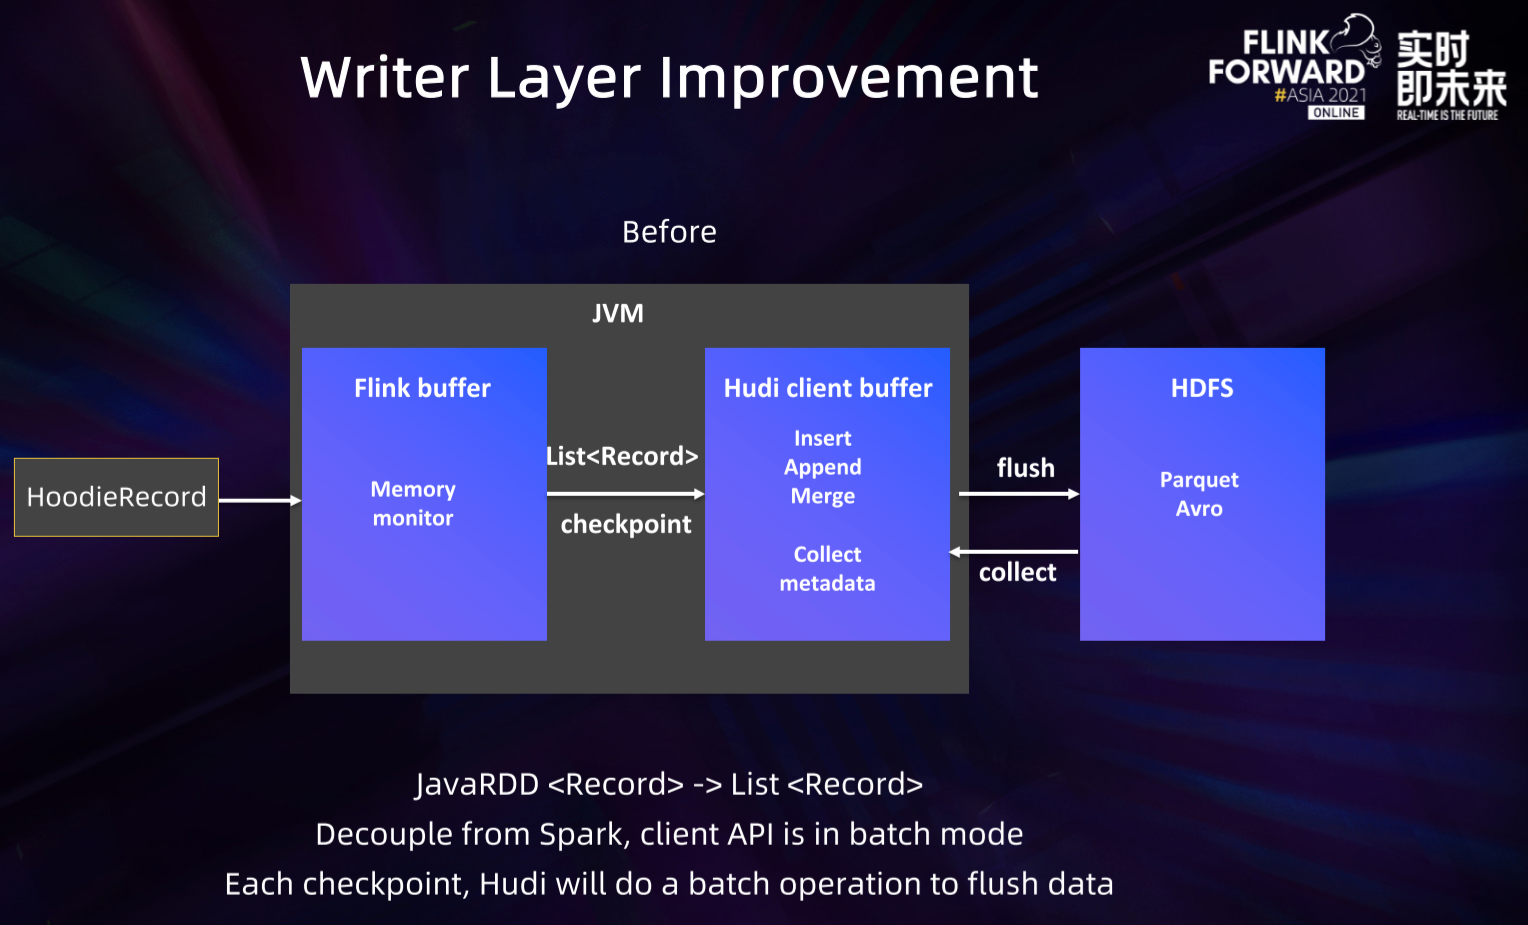 Writer Layer Improvement
FLINK
FORWARD
#ASIA 2021
ONLINE
实时
即未来
REAL-TIME IS THE FUTURE
Before
JVM
Flink buffer
Memory
monitor
Hudi client buffer
Insert
Append
Merge
Collect
metadata
HDFS
Parquet
Avro
HoodieRecord
List<Record>
checkpoint
flush
collect
JavaRDD <Record> -> List <Record>
Decouple from Spark, client API is in batch mode
Each checkpoint, Hudi will do a batch operation to flush data